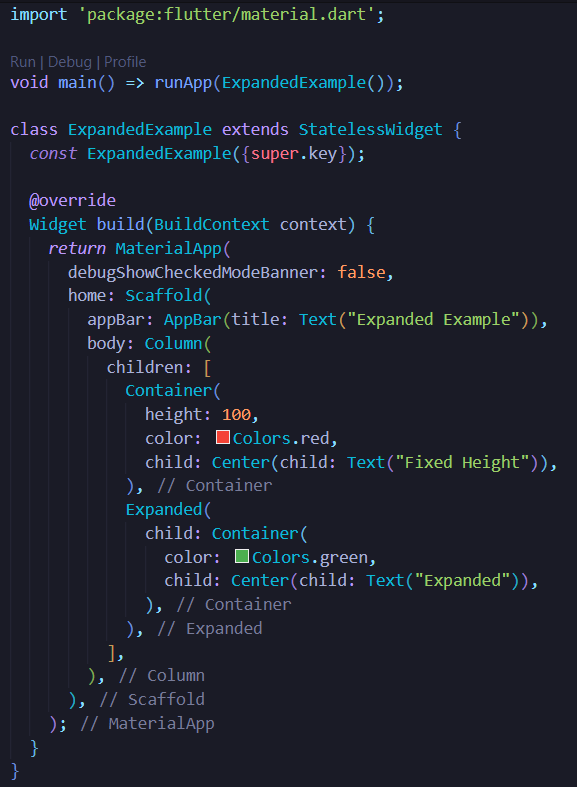 import 'package:flutter/material.dart';
Run | Debug | Profile
void main() => runApp(ExpandedExample());
class ExpandedExample extends StatelessWidget {
  const ExpandedExample({super.key});
  @override
  Widget build(BuildContext context) {
    return MaterialApp(
      debugShowCheckedModeBanner: false,
      home: Scaffold(
        appBar: AppBar(title: Text("Expanded Example")),
        body: Column(
          children: [
            Container(
              height: 100,
              color: Colors.red,
              child: Center(child: Text("Fixed Height")),
            ), // Container
            Expanded(
              child: Container(
                color: Colors.green,
                child: Center(child: Text("Expanded")),
              ), // Container
            ), // Expanded
          ],
        ), // Column
      ), // Scaffold
    ); // MaterialApp
  }
}